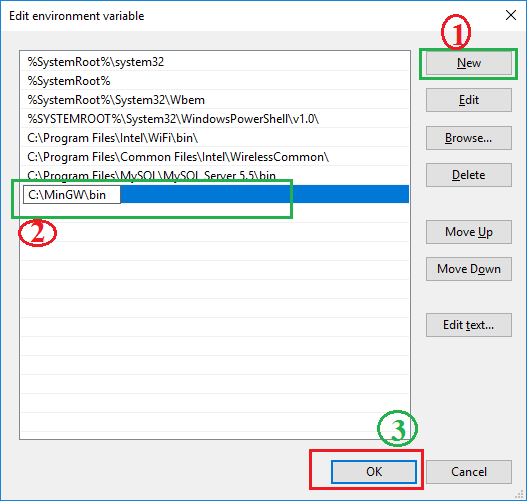 Edit environment variable
1
%SystemRoot%\system32
New
%SystemRoot%
%SystemRoot%\System32\Wbem
Edit
%SYSTEMROOT%\System32\WindowsPowerShell\v1.0\
C:\Program Files\Intel\WiFi\bin\
Browse...
C:\Program Files\Common Files\Intel\WirelessCommon\
C:\Program Files\MySQL\MySQL Server 5.5\bin
Delete
C:\MinGW\bin
2
Move Up
Move Down
Edit text...
3
OK
Cancel